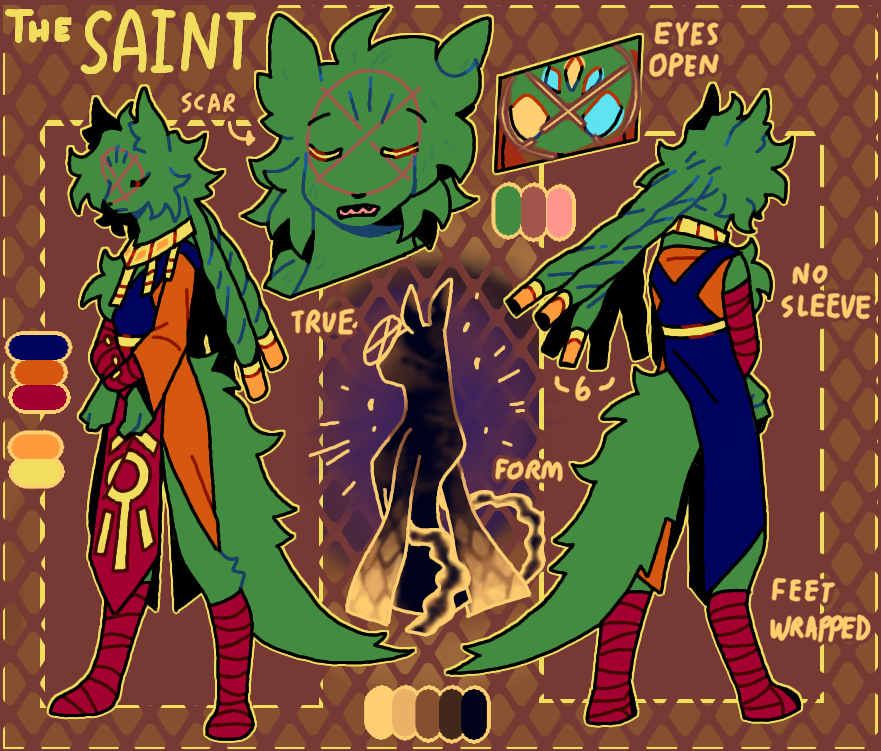 THE SAINT
SCAR
EYES
OPEN
NO
SLEEVE
TRUE
6
FORM
FEET
WRAPPED